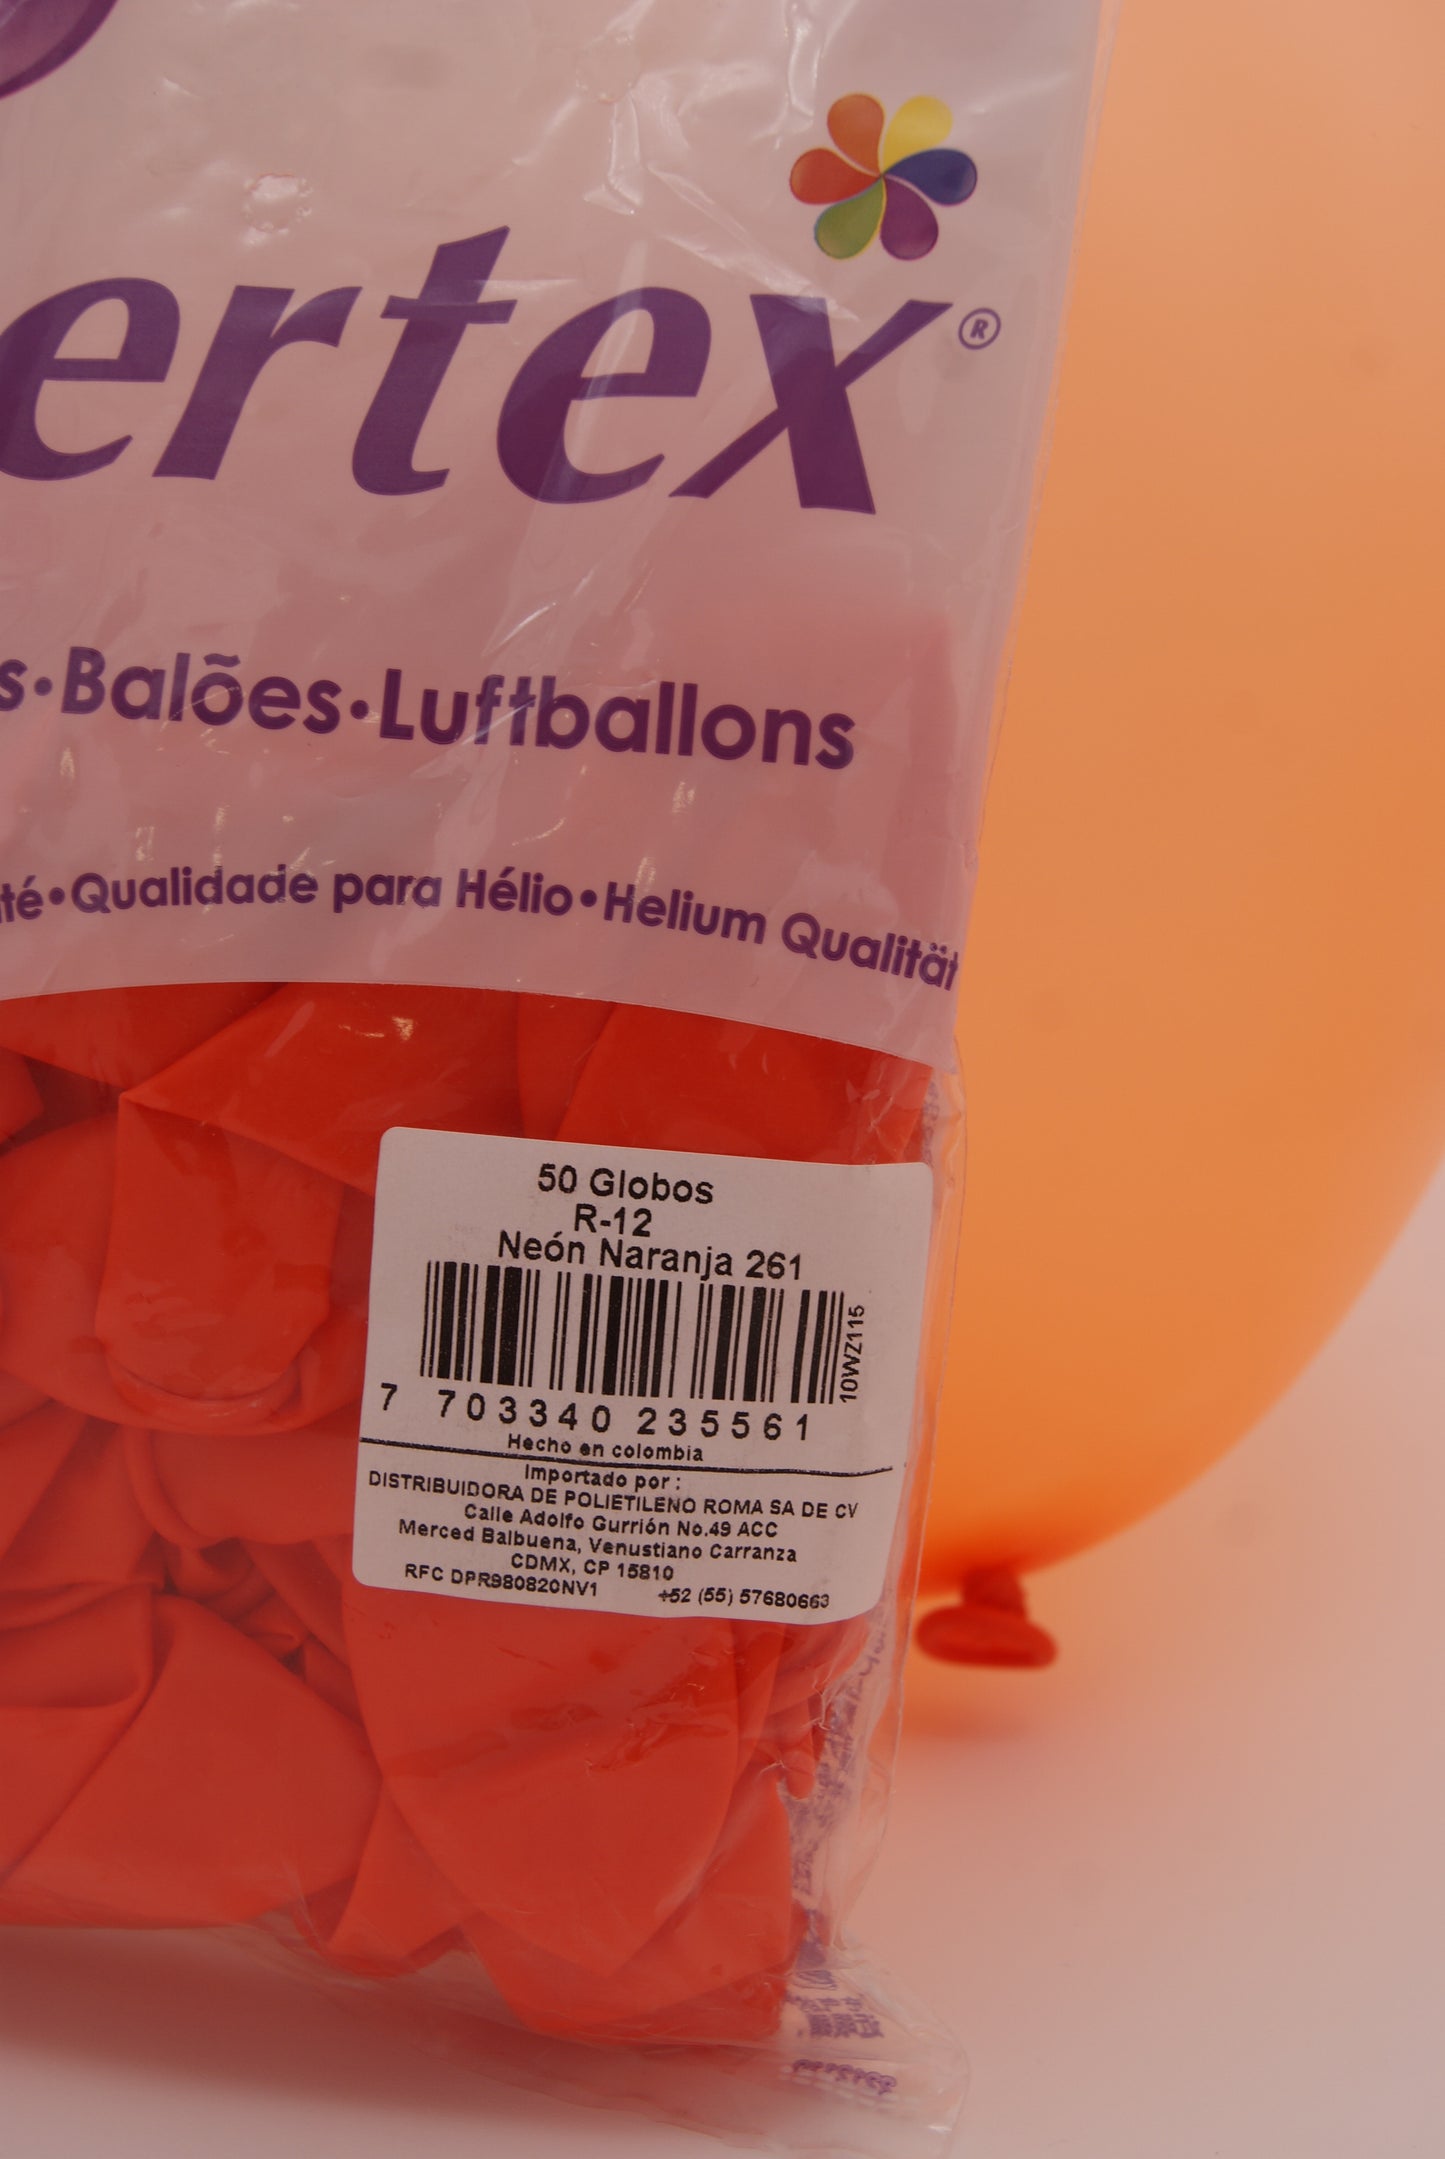 ertex®
s•Balões•Luftballons
té•Qualidade para Hélio•Helium Qualität
50 Globos
R-12
Neón Naranja 261
10WZ115
7 703340 235561
Hecho en colombia
Importado por :
DISTRIBUIDORA DE POLIETILENO ROMA SA DE CV
Calle Adolfo Gurrión No.49 ACC
Merced Balbuena, Venustiano Carranza
CDMX, CP 15810
RFC DPR980820NV1 +52 (55) 57680663